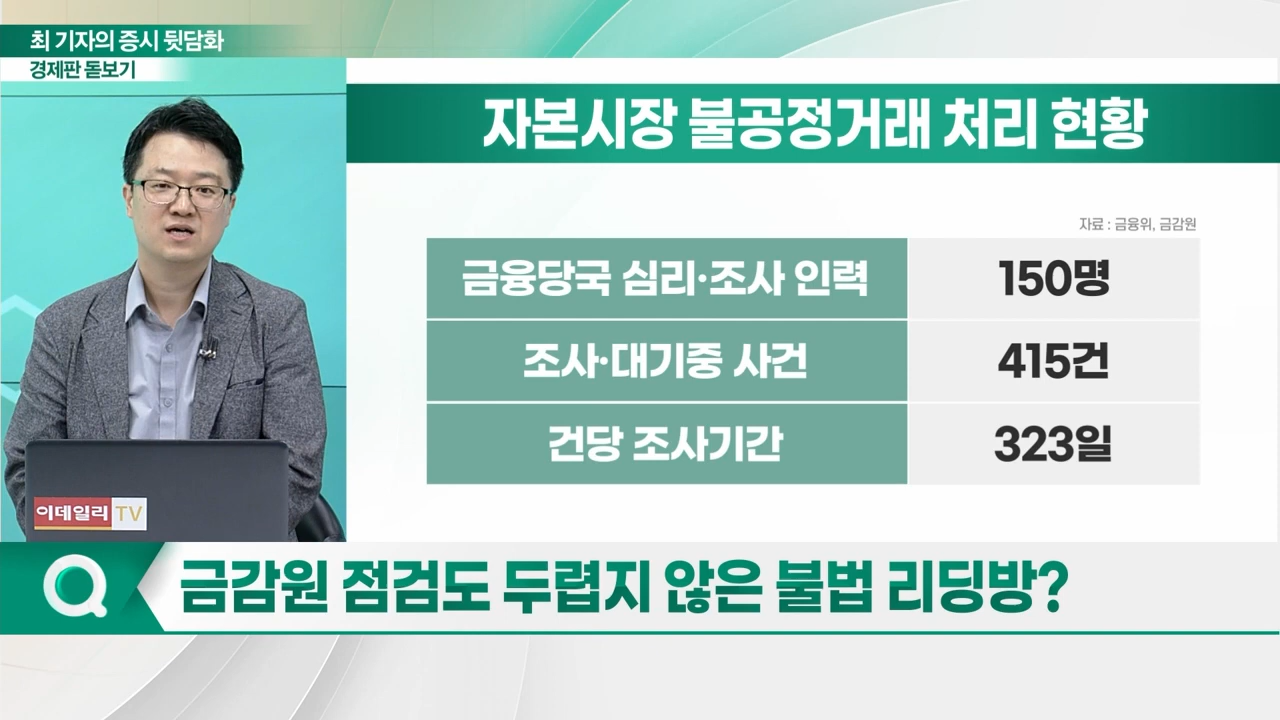 최 기자의 증시 뒷담화
경제판 돋보기
자본시장 불공정거래 처리 현황
자료 : 금융위, 금감원
금융당국 심리·조사 인력 150명
조사·대기중 사건 415건
건당 조사기간 323일
이데일리 TV
Q 금감원 점검도 두렵지 않은 불법 리딩방?